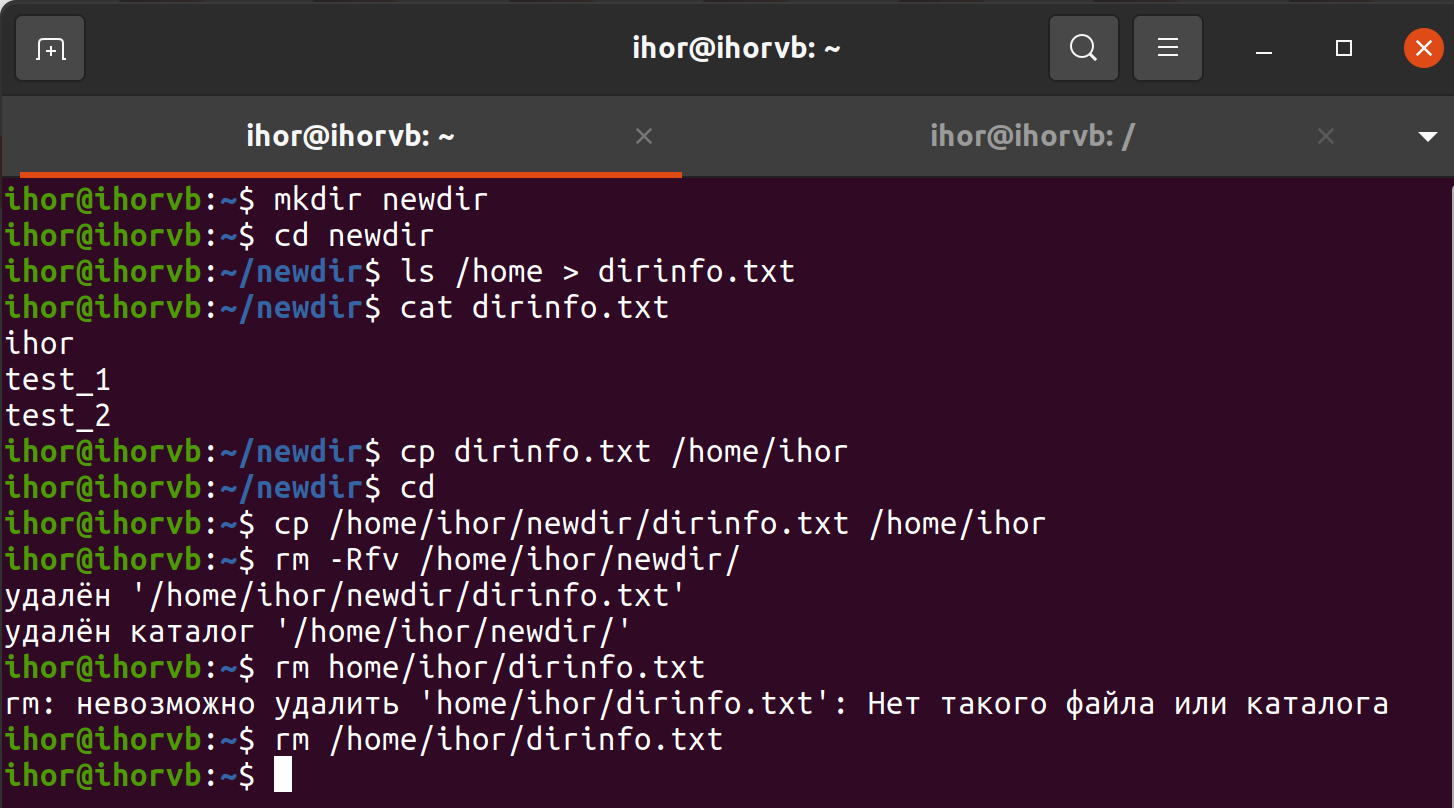 ihor@ihorvb: ~
ihor@ihorvb: ~
ihor@ihorvb: /
ihor@ihorvb:~$ mkdir newdir
ihor@ihorvb:~$ cd newdir
ihor@ihorvb:~/newdir$ ls /home > dirinfo.txt
ihor@ihorvb:~/newdir$ cat dirinfo.txt
ihor
test_1
test_2
ihor@ihorvb:~/newdir$ cp dirinfo.txt /home/ihor
ihor@ihorvb:~/newdir$ cd
ihor@ihorvb:~$ cp /home/ihor/newdir/dirinfo.txt /home/ihor
ihor@ihorvb:~$ rm -Rfv /home/ihor/newdir/
удалён '/home/ihor/newdir/dirinfo.txt'
удалён каталог '/home/ihor/newdir/'
ihor@ihorvb:~$ rm home/ihor/dirinfo.txt
rm: невозможно удалить 'home/ihor/dirinfo.txt': Нет такого файла или каталога
ihor@ihorvb:~$ rm /home/ihor/dirinfo.txt
ihor@ihorvb:~$